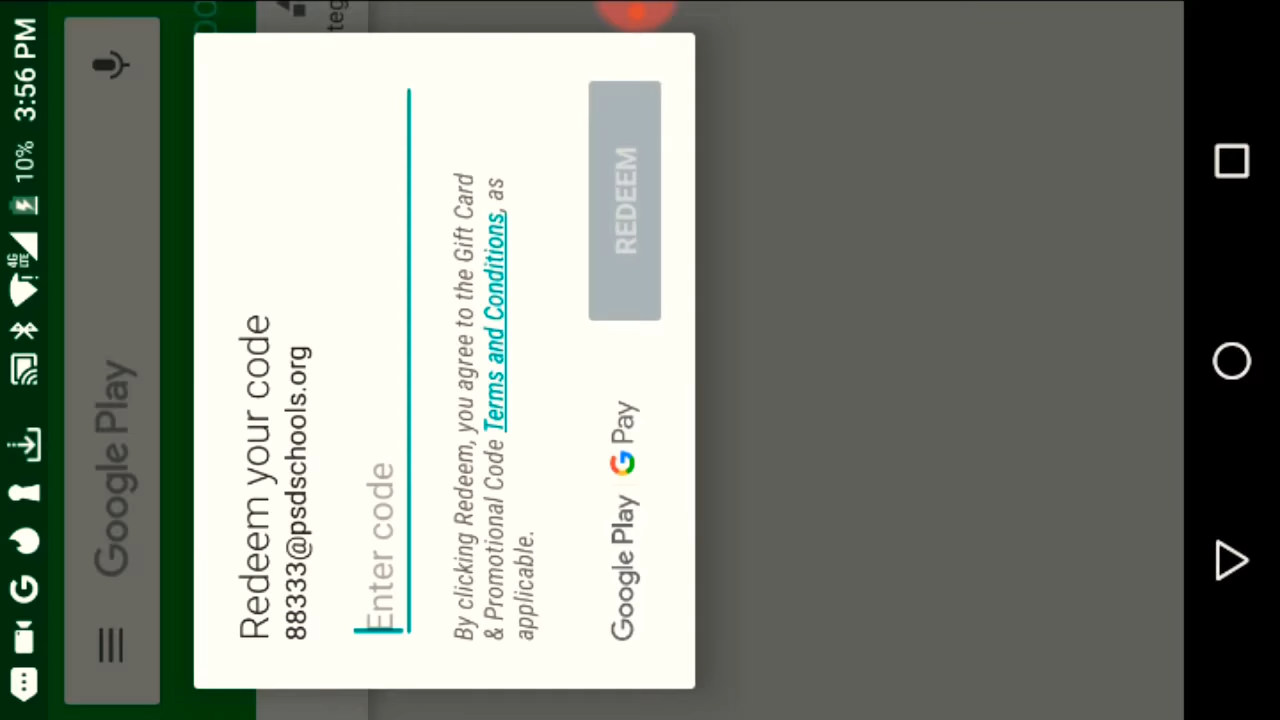 4G 10% 3:56 PM
Google Play
Redeem your code
88333@psdschools.org
Enter code
By clicking Redeem, you agree to the Gift Card
& Promotional Code Terms and Conditions, as
applicable.
Google Play G Pay
REDEEM